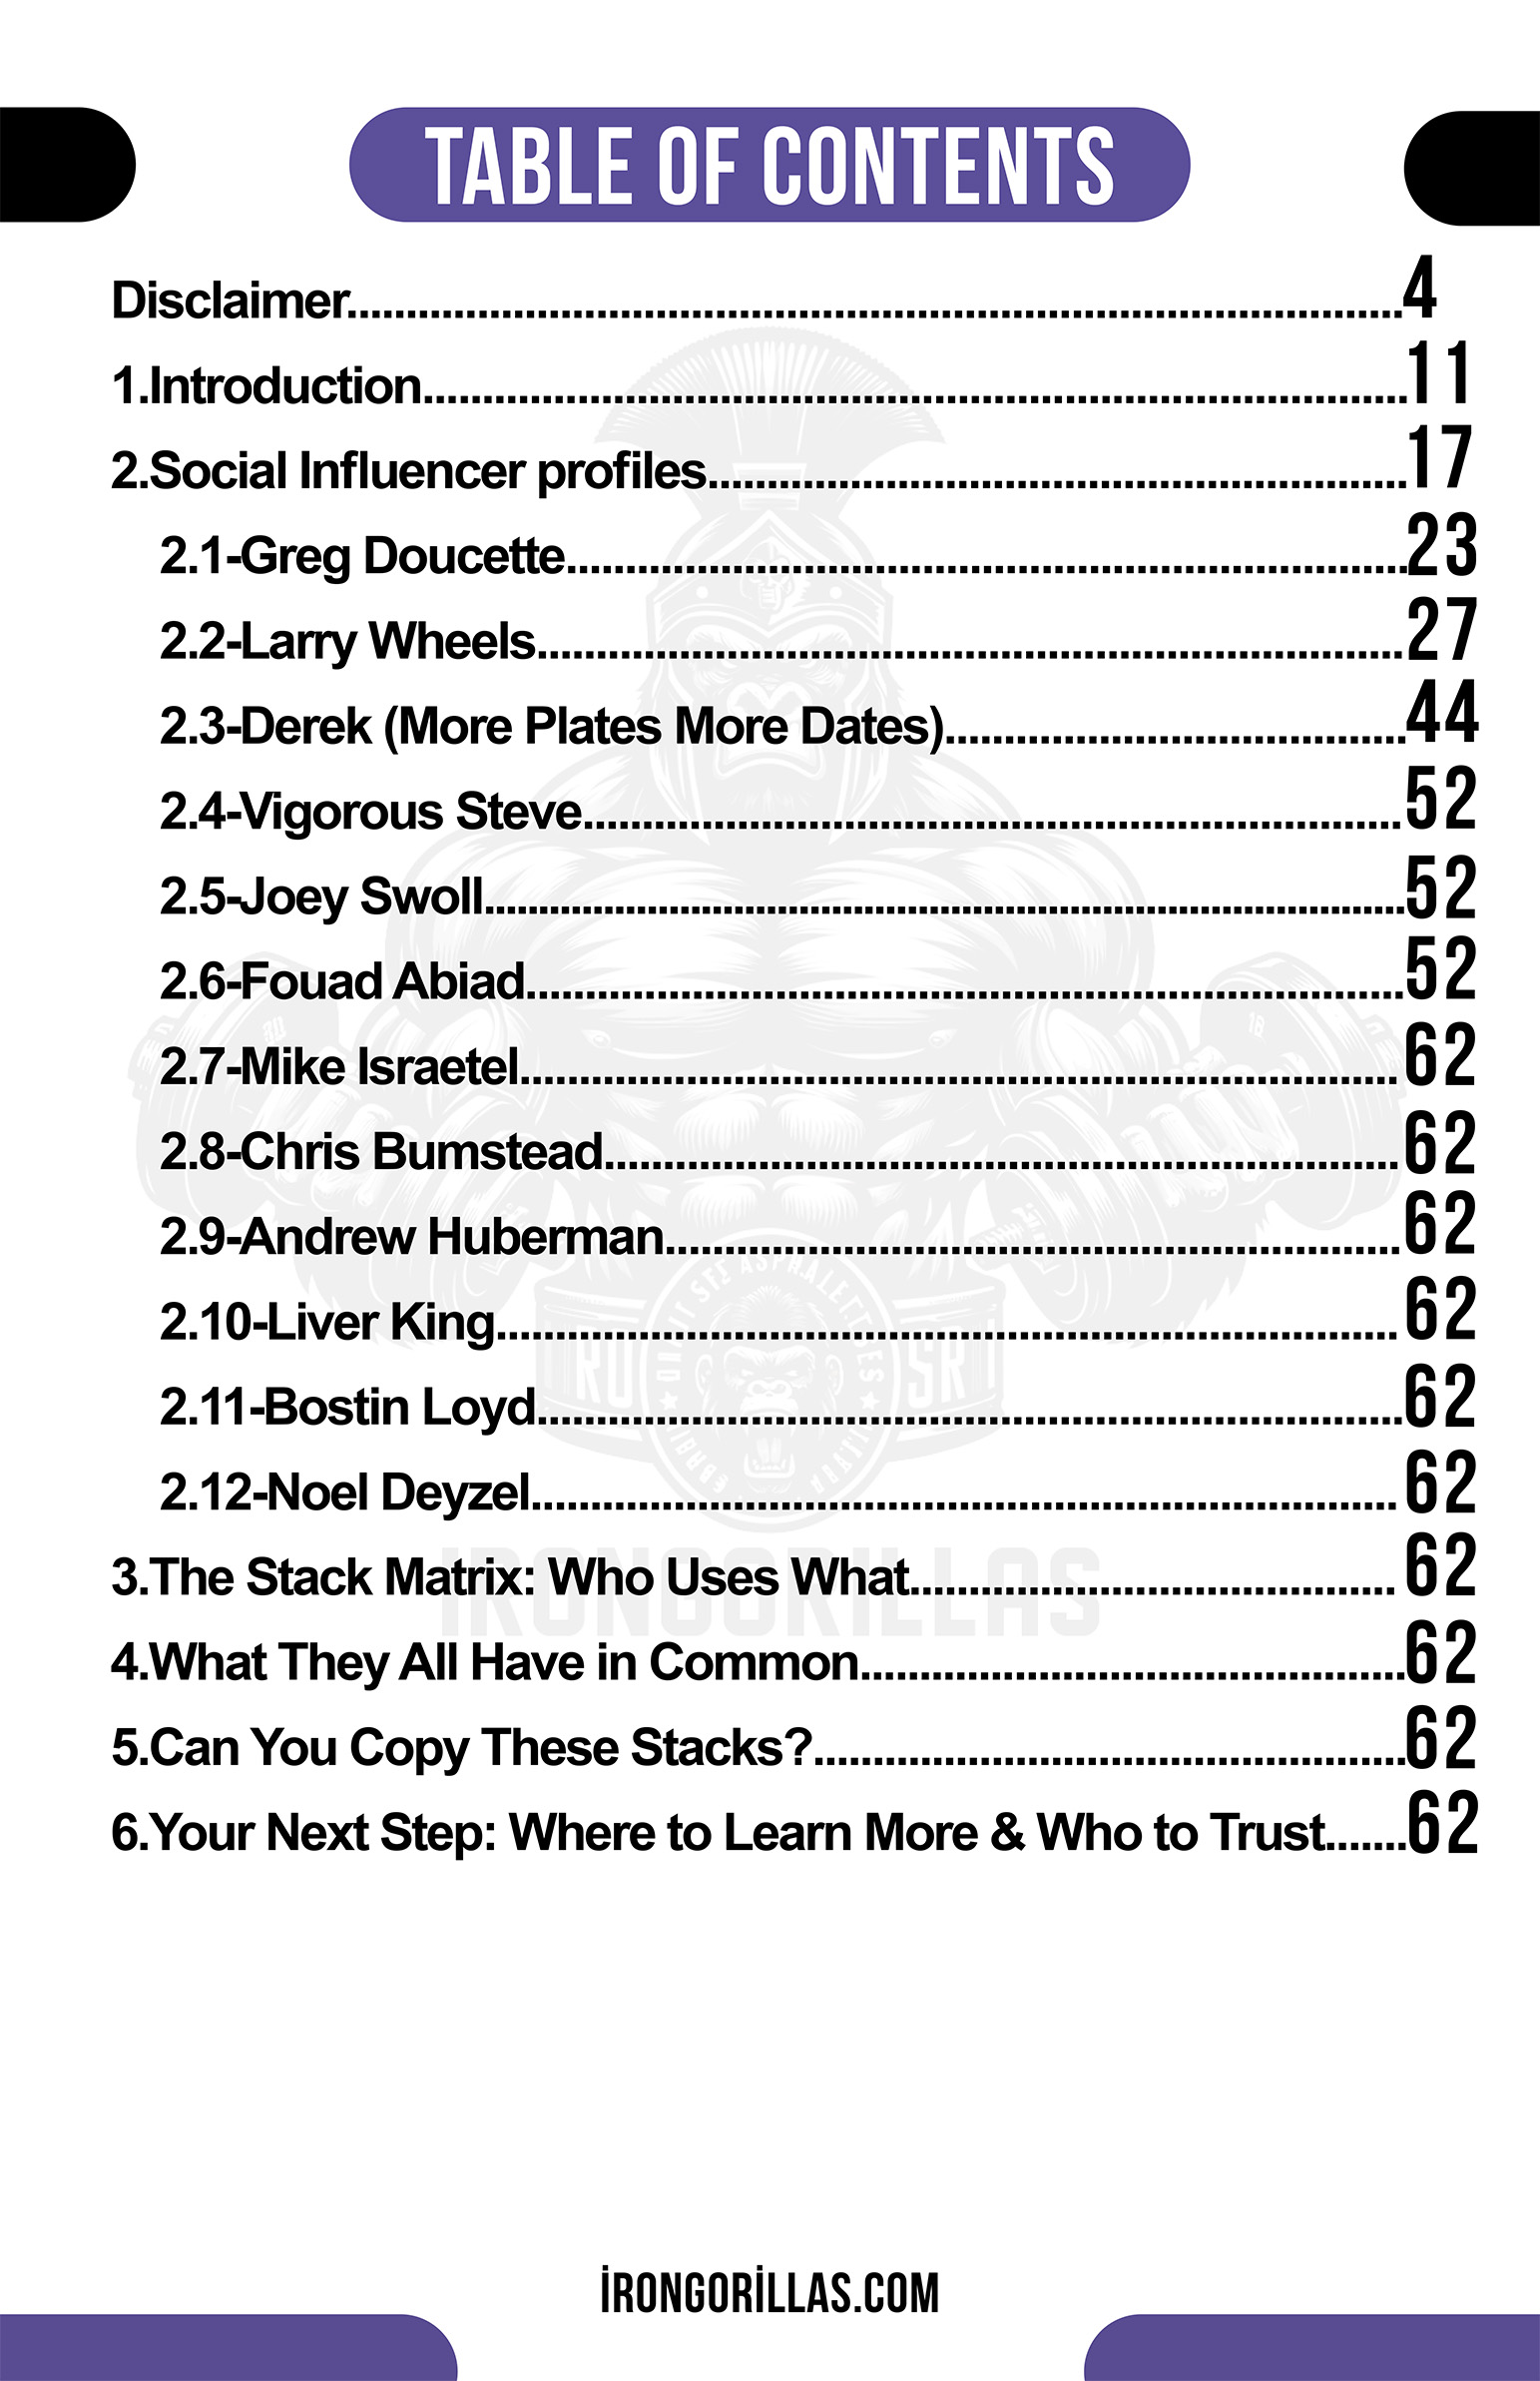 TABLE OF CONTENTS
Disclaimer........................................................................................4
1.Introduction..................................................................................11
2.Social Influencer profiles..........................................................17
2.1-Greg Doucette......................................................................23
2.2-Larry Wheels........................................................................27
2.3-Derek (More Plates More Dates).......................................44
2.4-Vigorous Steve....................................................................52
2.5-Joey Swoll............................................................................52
2.6-Fouad Abiad.........................................................................52
2.7-Mike Israetel.........................................................................62
2.8-Chris Bumstead..................................................................62
2.9-Andrew Huberman.............................................................62
2.10-Liver King...........................................................................62
2.11-Bostin Loyd........................................................................62
2.12-Noel Deyzel........................................................................62
3.The Stack Matrix: Who Uses What........................................62
4.What They All Have in Common.............................................62
5.Can You Copy These Stacks?.................................................62
6.Your Next Step: Where to Learn More & Who to Trust.......62
IRONGORILLAS
İRONGORİLLAS.COM